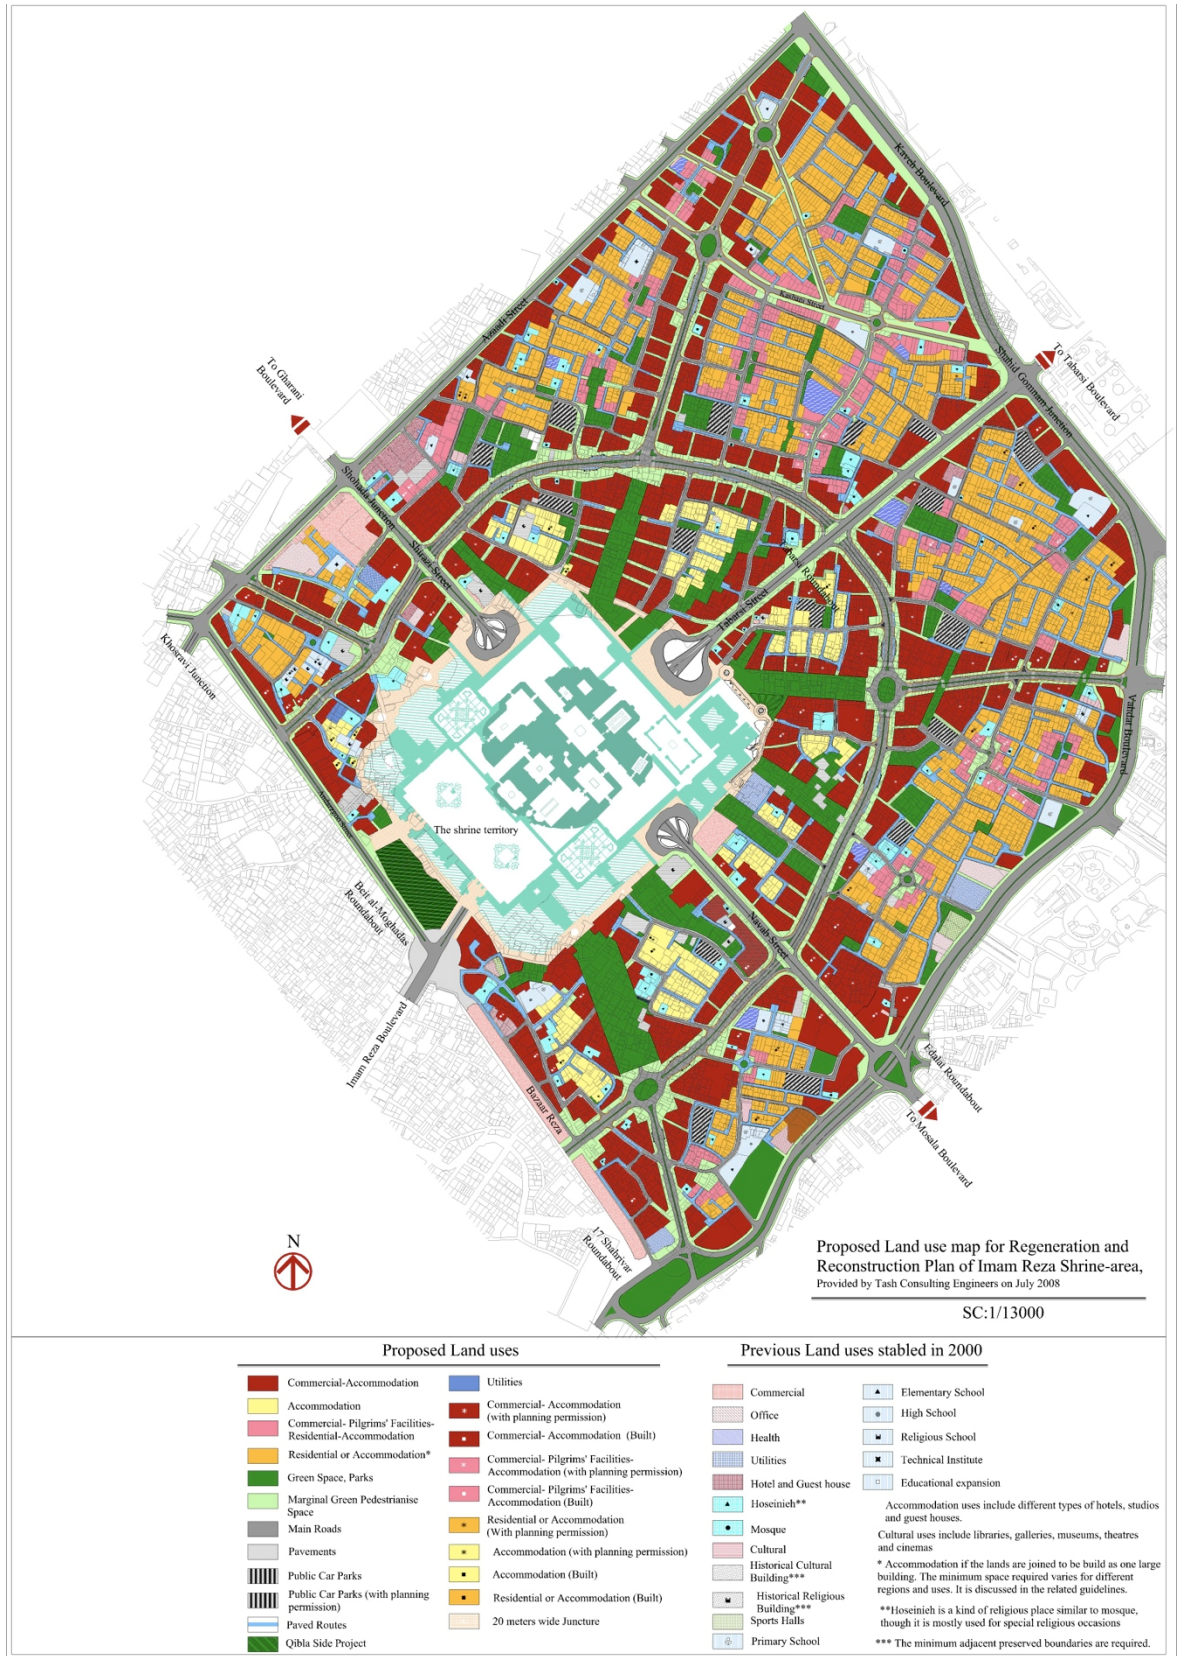 Kaveh Boulevard
Azaadi Street
Kashani Street
To Gharani
Boulevard
Shahid Gomnam Junction
To Tabarsi Boulevard
Shohada Junction
Shirazi Street
Tabarsi Roundabout
Tabarsi Street
Khosravi Junction
Vahdat Boulevard
Andarzgoo Street
The shrine territory
Beit al-Moghadas
Roundabout
Navab Street
Imam Reza Boulevard
Bazaar Reza
Edalat Roundabout
To Mosala Boulevard
17 Shahrivar
Roundabout
N
Proposed Land use map for Regeneration and
Reconstruction Plan of Imam Reza Shrine-area,
Provided by Tash Consulting Engineers on July 2008
SC:1/13000
Proposed Land uses
Commercial-Accommodation
Accommodation
Commercial- Pilgrims' Facilities-
Residential-Accommodation
Residential or Accommodation*
Green Space, Parks
Marginal Green Pedestrianise
Space
Main Roads
Pavements
Public Car Parks
Public Car Parks (with planning
permission)
Paved Routes
Qibla Side Project
Utilities
Commercial- Accommodation
(with planning permission)
Commercial- Accommodation (Built)
Commercial- Pilgrims' Facilities-
Accommodation (with planning permission)
Commercial- Pilgrims' Facilities-
Accommodation (Built)
Residential or Accommodation
(With planning permission)
Accommodation (with planning permission)
Accommodation (Built)
Residential or Accommodation (Built)
20 meters wide Juncture
Previous Land uses stabled in 2000
Commercial
Office
Health
Utilities
Hotel and Guest house
Hoseinieh**
Mosque
Cultural
Historical Cultural
Building***
Historical Religious
Building***
Sports Halls
Primary School
Elementary School
High School
Religious School
Technical Institute
Educational expansion
Accommodation uses include different types of hotels, studios
and guest houses.
Cultural uses include libraries, galleries, museums, theatres
and cinemas
* Accommodation if the lands are joined to be build as one large
building. The minimum space required varies for different
regions and uses. It is discussed in the related guidelines.
**Hoseinieh is a kind of religious place similar to mosque,
though it is mostly used for special religious occasions
*** The minimum adjacent preserved boundaries are required.